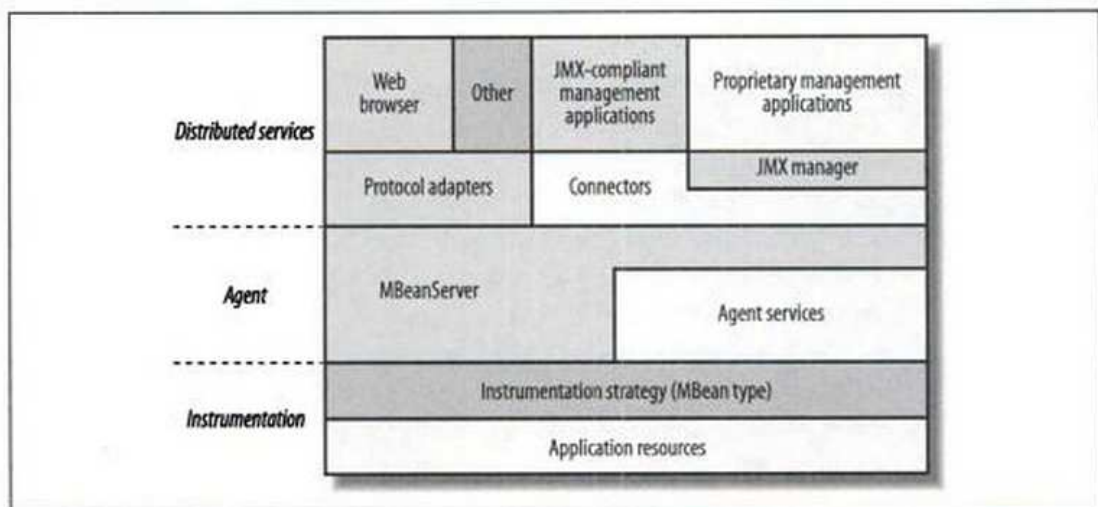 Web
browser
Other
JMX-compliant
management
applications
Proprietary management
applications
Distributed services
JMX manager
Protocol adapters
Connectors
Agent
MBeanServer
Agent services
Instrumentation strategy (MBean type)
Instrumentation
Application resources